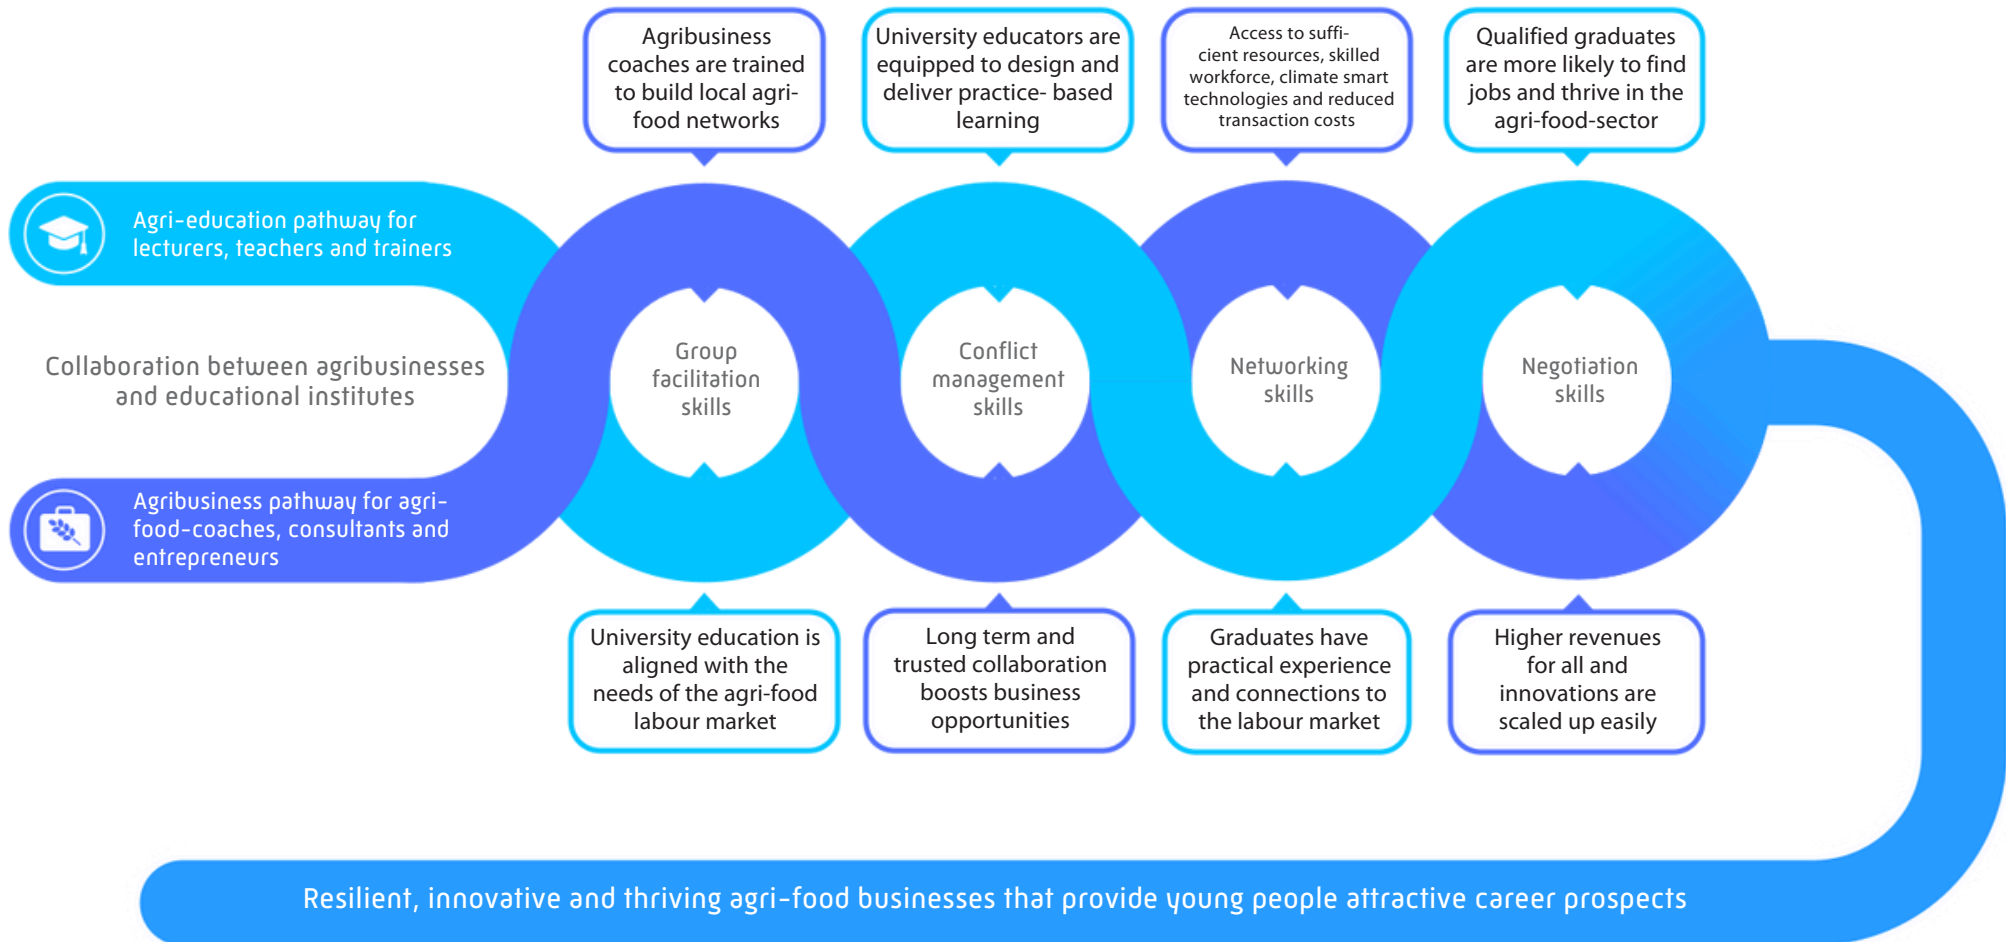 Agribusiness
coaches are trained
to build local agri-
food networks
University educators are
equipped to design and
deliver practice- based
learning
Access to suffi-
cient resources, skilled
workforce, climate smart
technologies and reduced
transaction costs
Qualified graduates
are more likely to find
jobs and thrive in the
agri-food-sector
Agri-education pathway for
lecturers, teachers and trainers
Collaboration between agribusinesses
and educational institutes
Agribusiness pathway for agri-
food-coaches, consultants and
entrepreneurs
Group
facilitation
skills
Conflict
management
skills
Networking
skills
Negotiation
skills
University education is
aligned with the
needs of the agri-food
labour market
Long term and
trusted collaboration
boosts business
opportunities
Graduates have
practical experience
and connections to
the labour market
Higher revenues
for all and
innovations are
scaled up easily
Resilient, innovative and thriving agri-food businesses that provide young people attractive career prospects